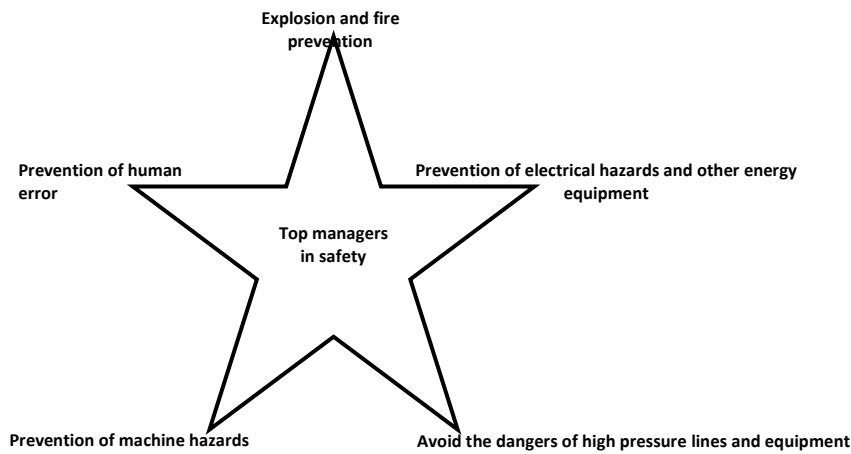 Explosion and fire
prevention
Prevention of human
error
Prevention of electrical hazards and other energy
equipment
Top managers
in safety
Prevention of machine hazards
Avoid the dangers of high pressure lines and equipment